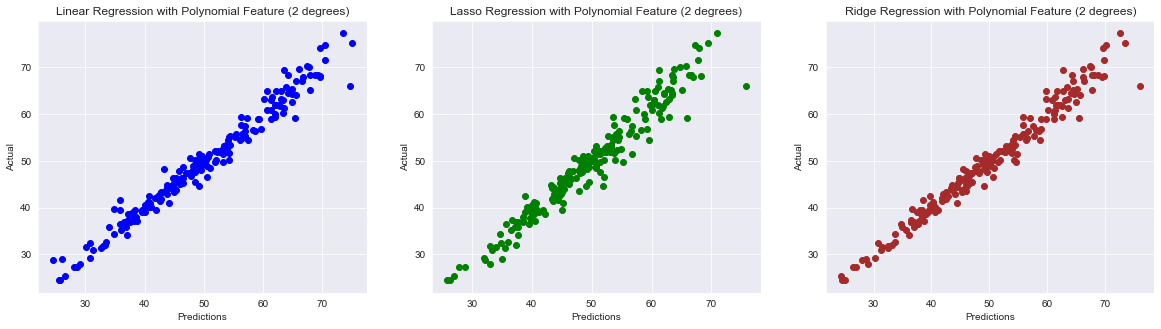 Linear Regression with Polynomial Feature (2 degrees)
Actual
70
60
50
40
30
30 40 50 60 70
Predictions
Lasso Regression with Polynomial Feature (2 degrees)
Actual
70
60
50
40
30
30 40 50 60 70
Predictions
Ridge Regression with Polynomial Feature (2 degrees)
Actual
70
60
50
40
30
30 40 50 60 70
Predictions